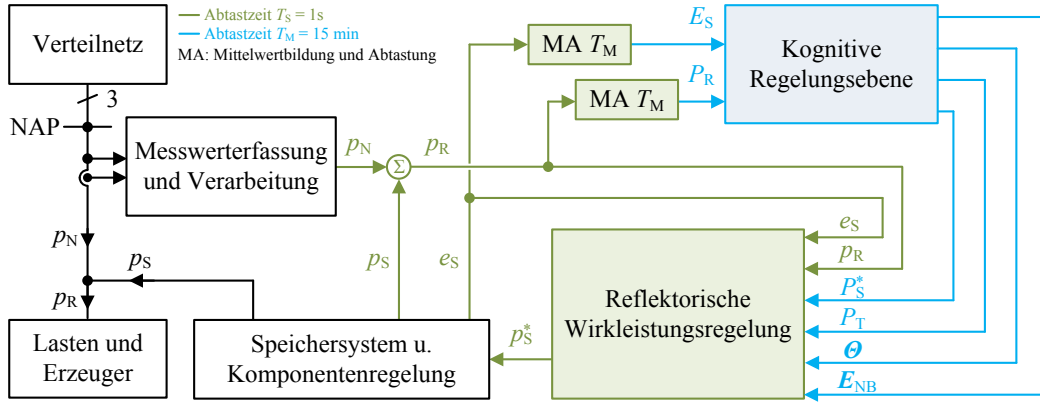 Verteilnetz
Abtastzeit T_S = 1s
Abtastzeit T_M = 15 min
MA: Mittelwertbildung und Abtastung
MA T_M
E_S
Kognitive
Regelungsebene
P_R
MA T_M
3
NAP
Messwerterfassung
und Verarbeitung
p_N
Σ
p_R
p_N
p_S
p_S
e_S
p_R
e_S
p_R
P_S^*
P_T
Θ
E_NB
Reflektorische
Wirkleistungsregelung
p_S^*
Lasten und
Erzeuger
Speichersystem u.
Komponentenregelung